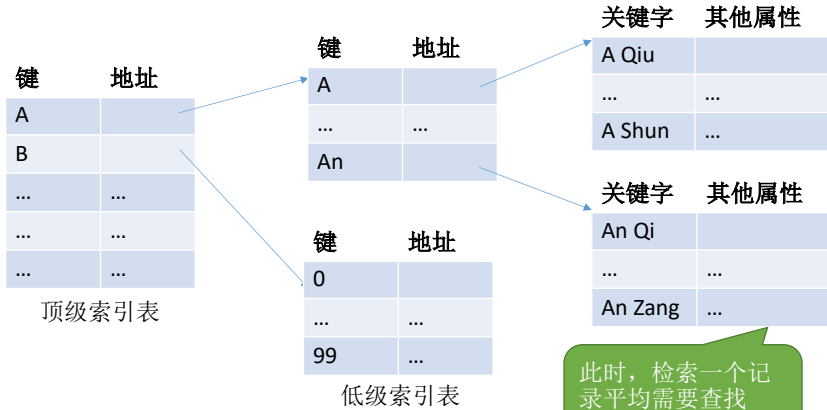 键 地址
A
B
… …
… …
… …
顶级索引表
键 地址
A
… …
An
键 地址
0
… …
99 …
低级索引表
关键字 其他属性
A Qiu
… …
A Shun …
关键字 其他属性
An Qi
… …
An Zang …
此时，检索一个记
录平均需要查找